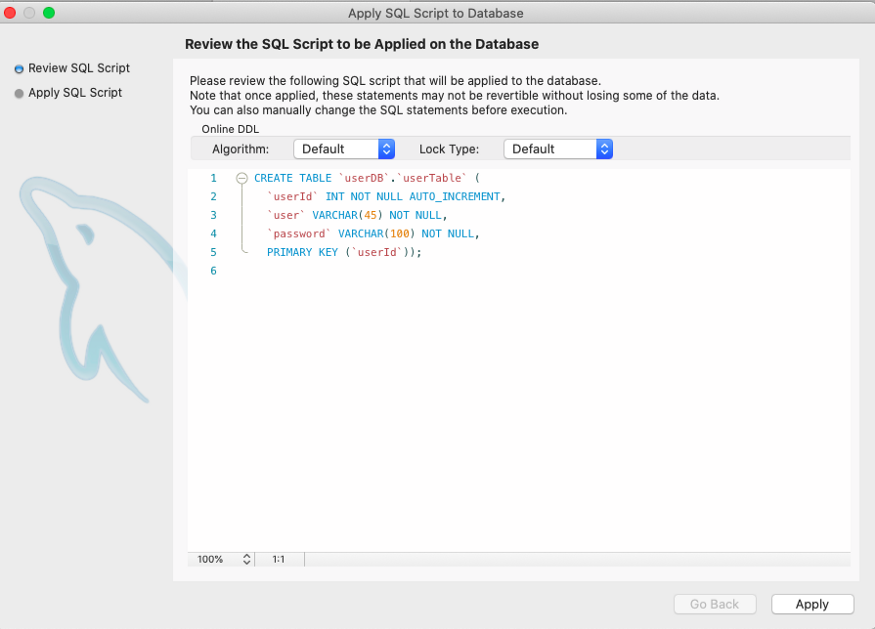 Apply SQL Script to Database
Review the SQL Script to be Applied on the Database
Review SQL Script
Apply SQL Script
Please review the following SQL script that will be applied to the database.
Note that once applied, these statements may not be revertible without losing some of the data.
You can also manually change the SQL statements before execution.
Online DDL
Algorithm: Default Lock Type: Default
1 CREATE TABLE `userDB`.`userTable` (
2 `userId` INT NOT NULL AUTO_INCREMENT,
3 `user` VARCHAR(45) NOT NULL,
4 `password` VARCHAR(100) NOT NULL,
5 PRIMARY KEY (`userId`));
6
100% 1:1
Go Back Apply